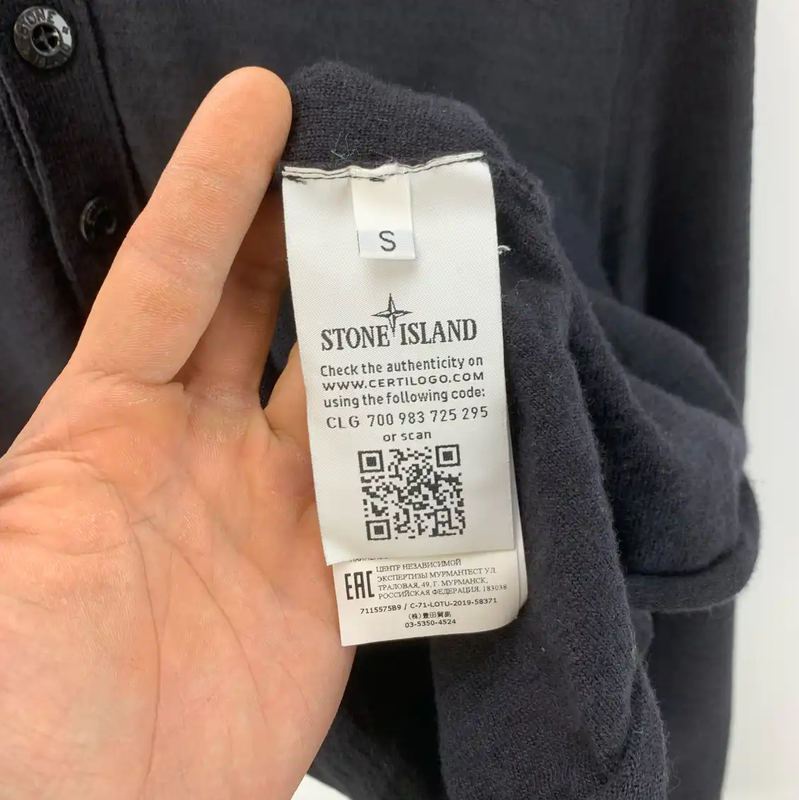 STONE
S
STONE ISLAND
Check the authenticity on
WWW.CERTILOGO.COM
using the following code:
CLG 700 983 725 295
or scan
EAC
ЦЕНТР НЕЗАВИСИМОЙ
ЭКСПЕРТИЗЫ МУРМАНТЕСТ УЛ.
ТРАЛОВАЯ, 49, Г. МУРМАНСК,
РОССИЙСКАЯ ФЕДЕРАЦИЯ, 183038
7115575B9 / C-71-LOTU-2019-58371
03-5350-4524